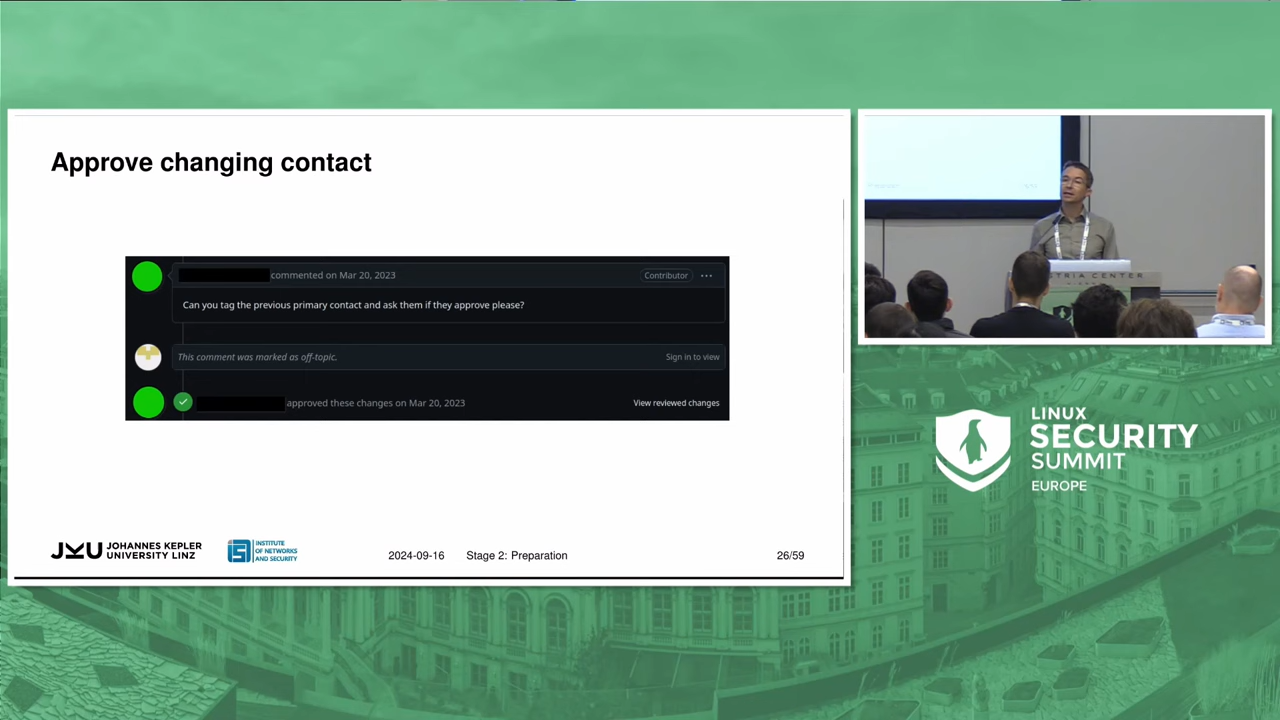 Approve changing contact
commented on Mar 20, 2023
Contributor
Can you tag the previous primary contact and ask them if they approve please?
This comment was marked as off-topic.
Sign in to view
approved these changes on Mar 20, 2023
View reviewed changes
JKU JOHANNES KEPLER
UNIVERSITY LINZ
INSTITUTE
OF NETWORKS
AND SECURITY
2024-09-16
Stage 2: Preparation
26/59
STRIA CENTER
LINUX
SECURITY
SUMMIT
EUROPE